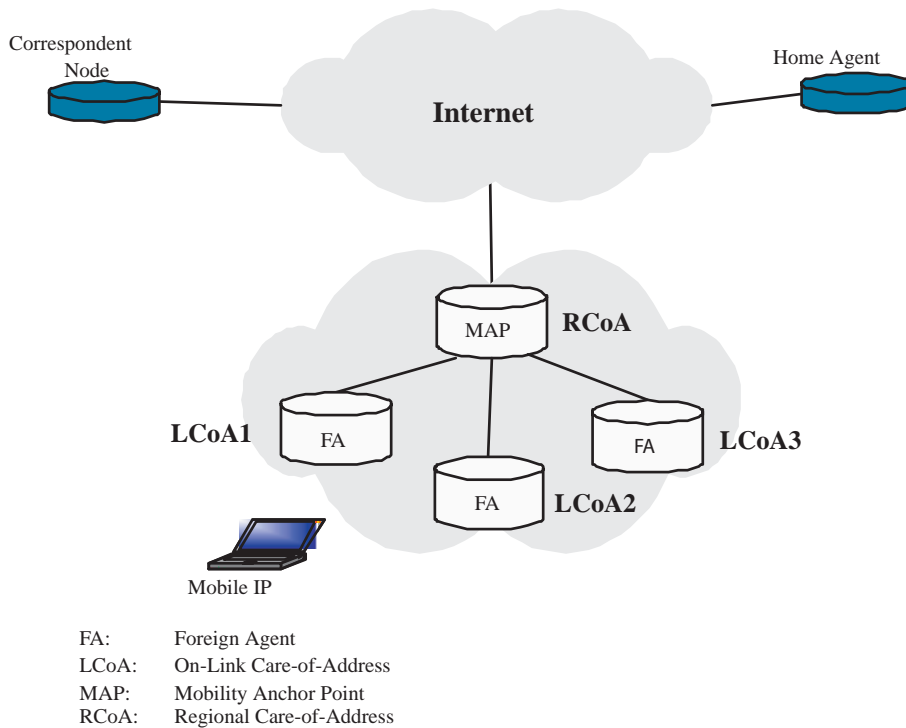 Correspondent
Node
Home Agent
Internet
MAP
RCoA
LCoA1
FA
FA
LCoA3
FA
LCoA2
Mobile IP
FA: Foreign Agent
LCoA: On-Link Care-of-Address
MAP: Mobility Anchor Point
RCoA: Regional Care-of-Address